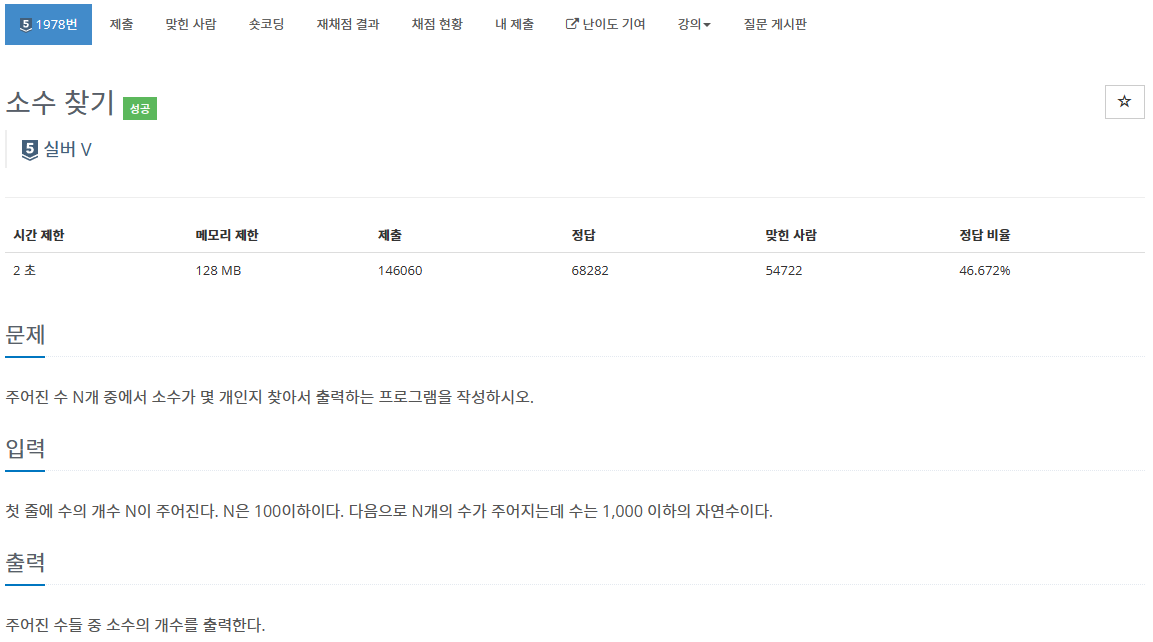 5 1978번 제출 맞힌 사람 숏코딩 재채점 결과 채점 현황 내 제출 난이도 기여 강의 질문 게시판
소수 찾기 성공 ☆
5 실버 V
시간 제한 메모리 제한 제출 정답 맞힌 사람 정답 비율
2 초 128 MB 146060 68282 54722 46.672%
문제
주어진 수 N개 중에서 소수가 몇 개인지 찾아서 출력하는 프로그램을 작성하시오.
입력
첫 줄에 수의 개수 N이 주어진다. N은 100이하이다. 다음으로 N개의 수가 주어지는데 수는 1,000 이하의 자연수이다.
출력
주어진 수들 중 소수의 개수를 출력한다.